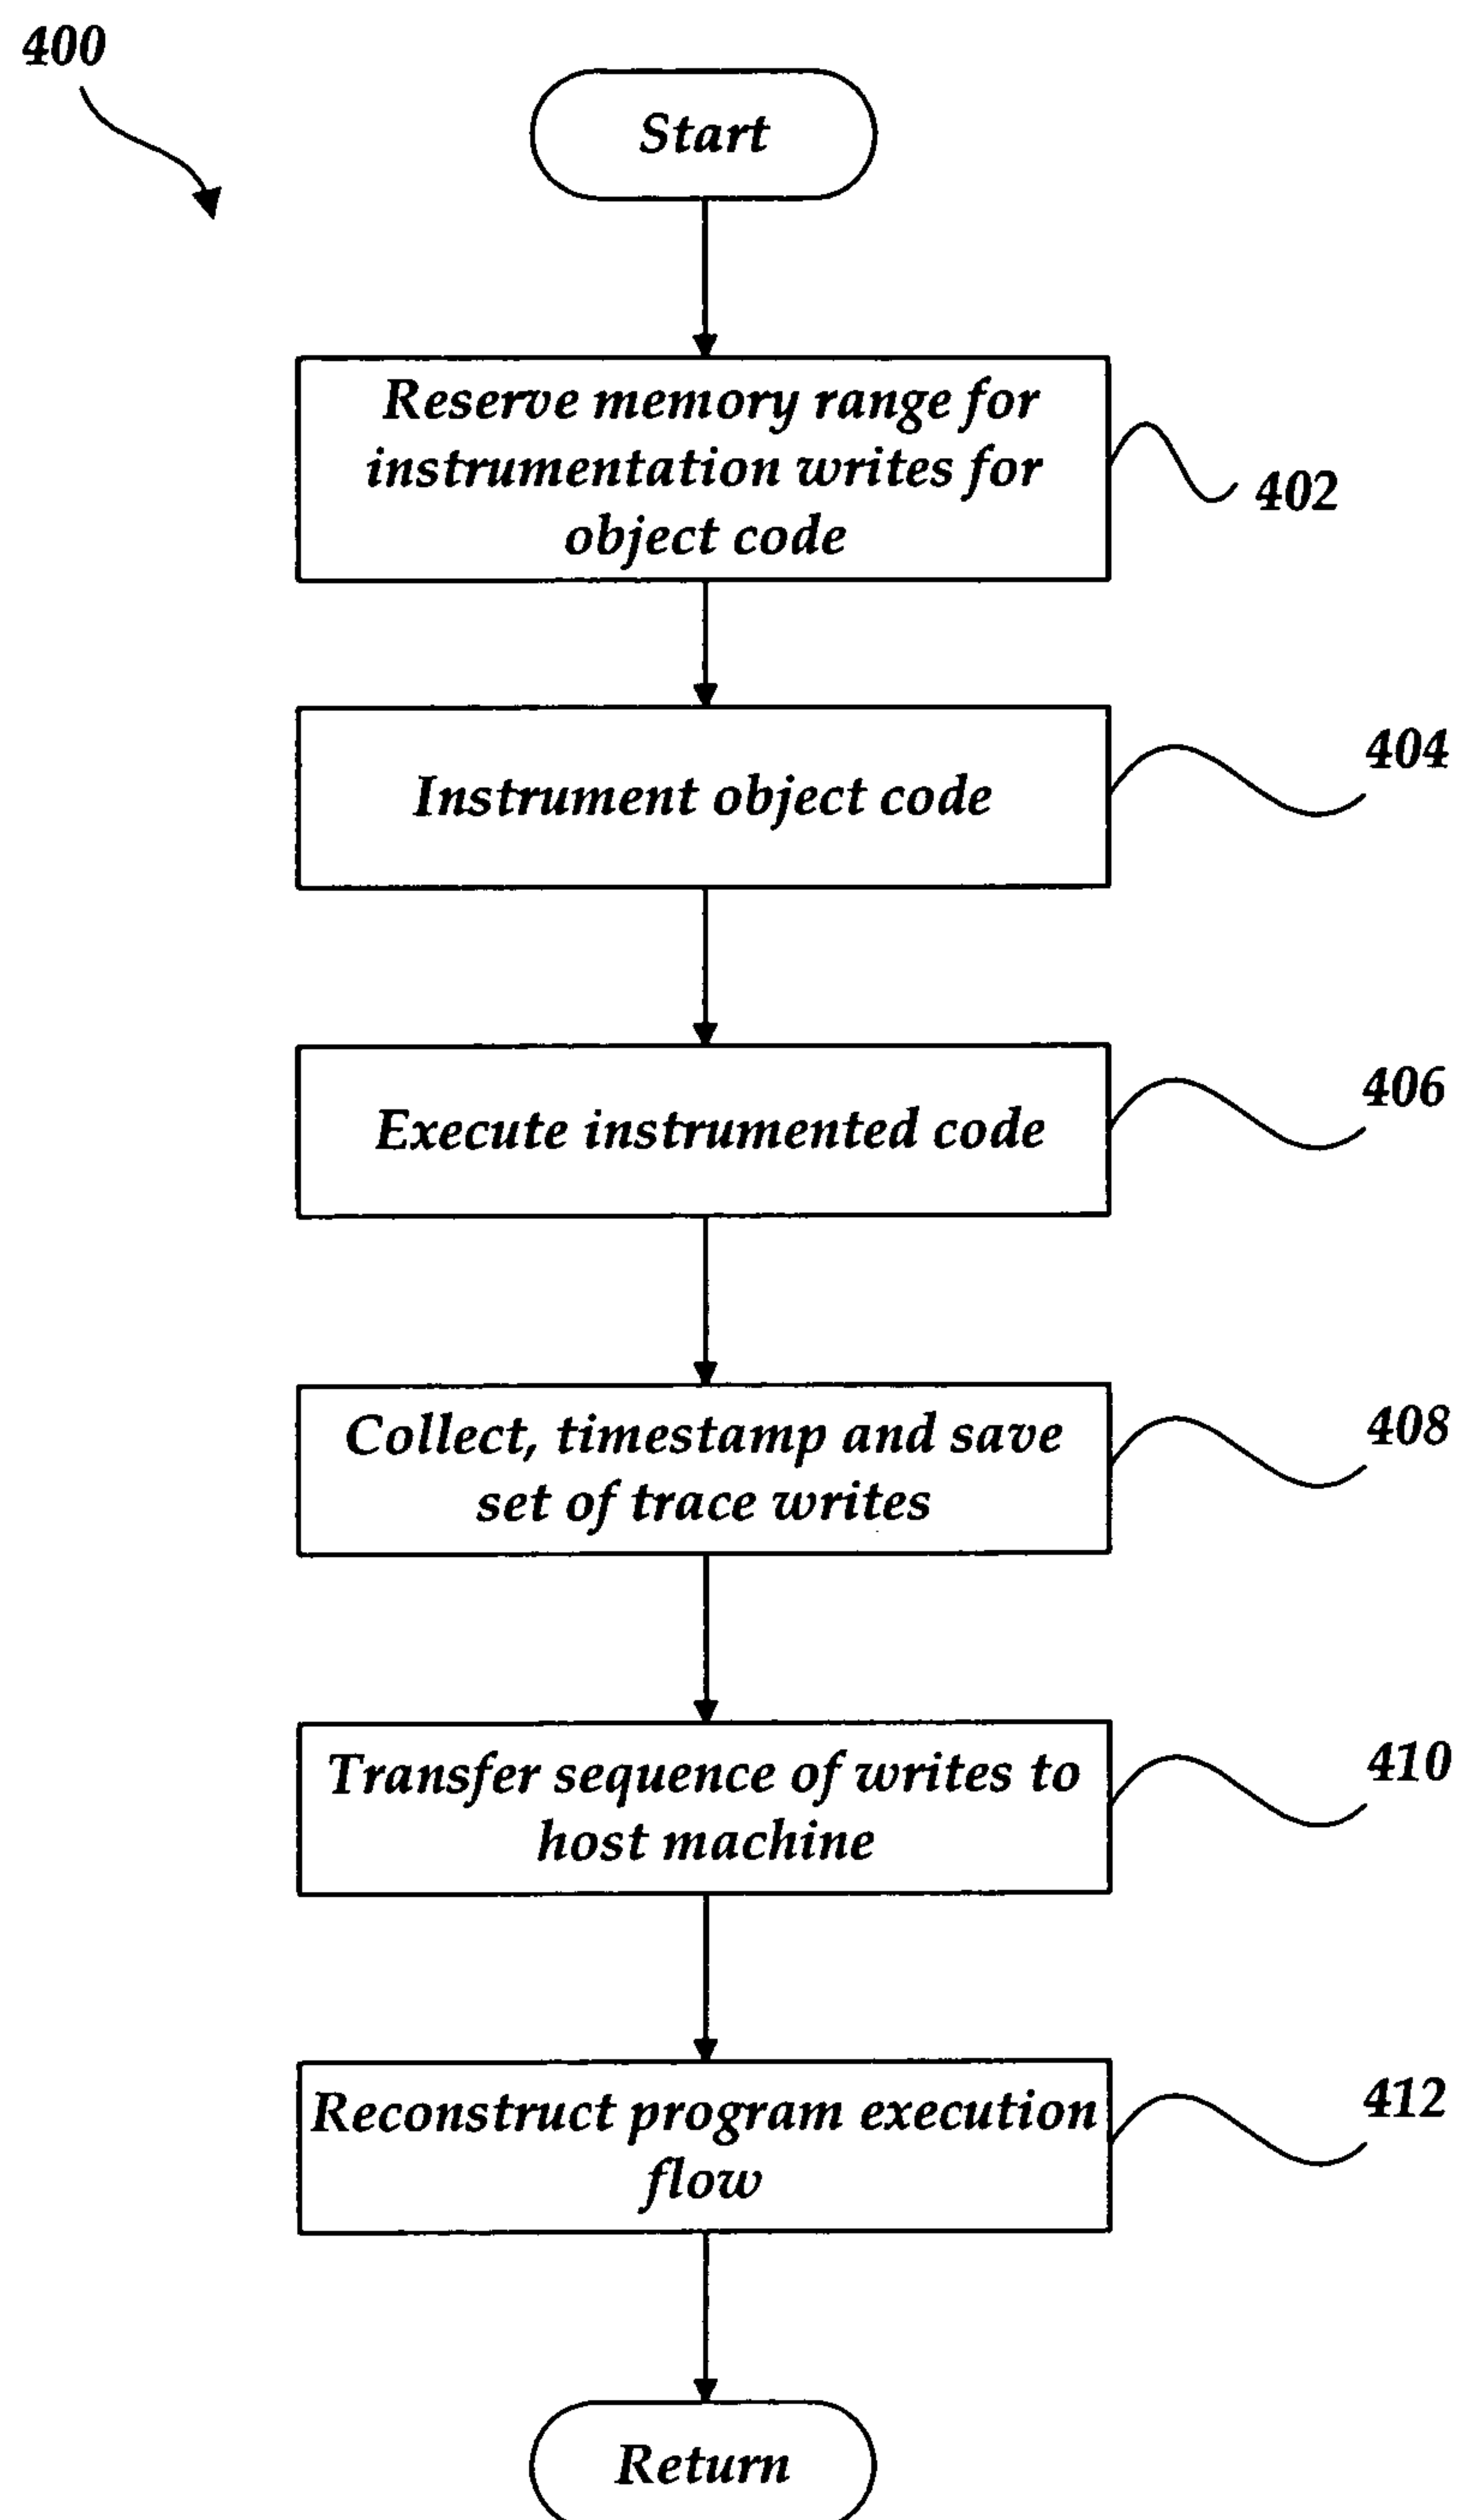 400
Start
Reserve memory range for
instrumentation writes for
object code
402
Instrument object code
404
Execute instrumented code
406
Collect, timestamp and save
set of trace writes
408
Transfer sequence of writes to
host machine
410
Reconstruct program execution
flow
412
Return